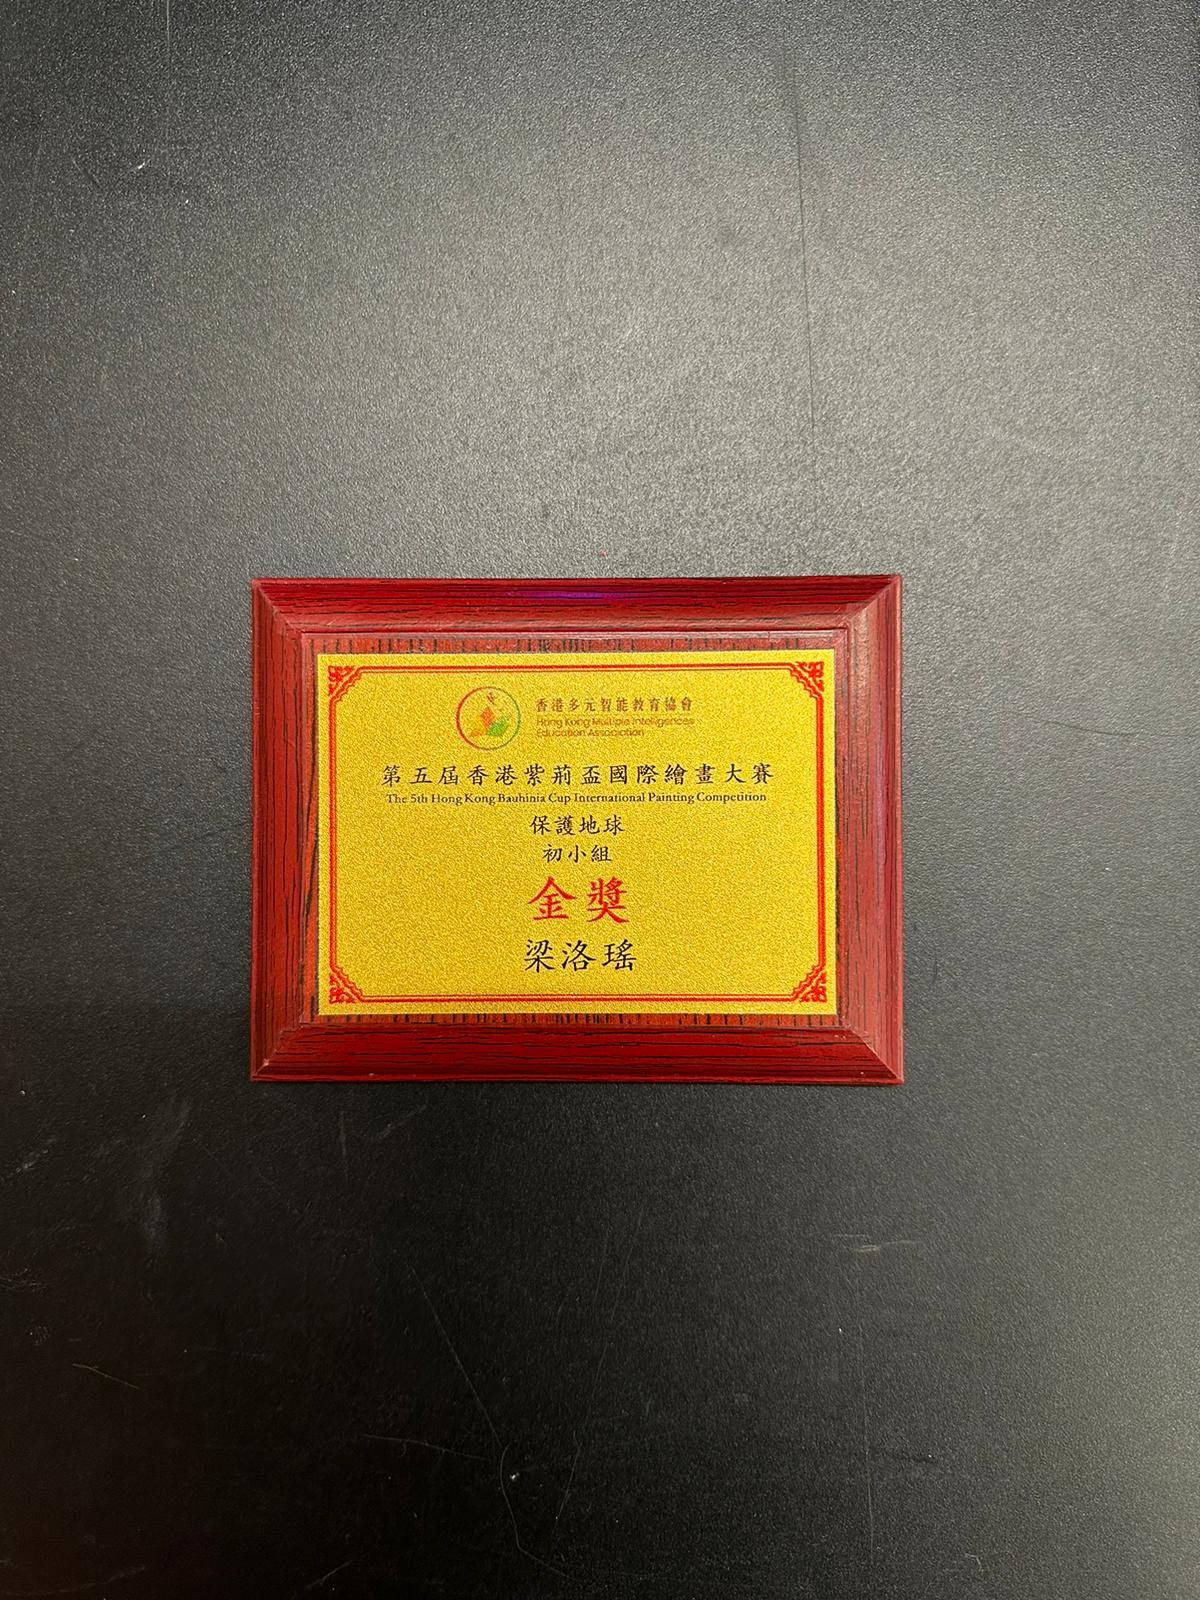 香港多元智能教育協會
Hong Kong Multiple Intelligences
Education Association
第五屆香港紫荊盃國際繪畫大賽
The 5th Hong Kong Bauhinia Cup International Painting Competition
保護地球
初小組
金獎
梁洛瑤